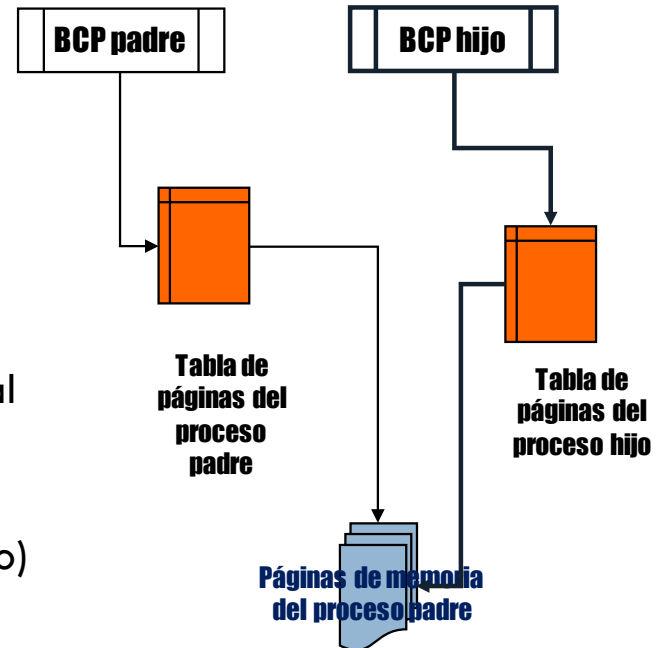 BCP padre
BCP hijo
Tabla de
páginas del
proceso
padre
Tabla de
páginas del
proceso hijo
o)
Páginas de memoria
del proceso padre